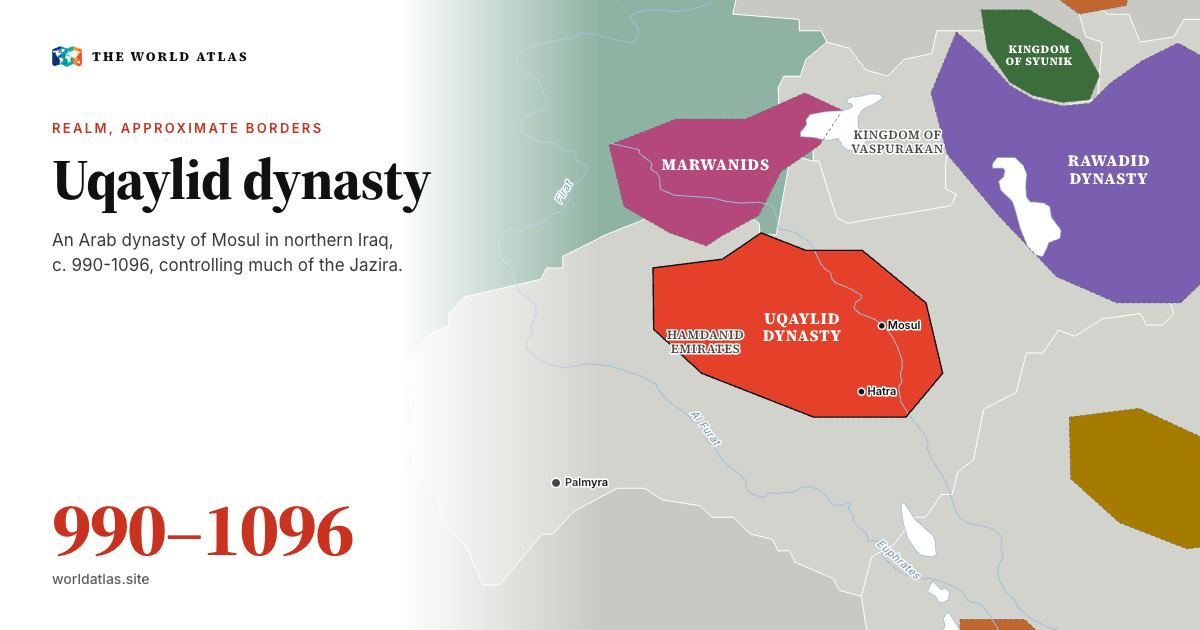 THE WORLD ATLAS
REALM, APPROXIMATE BORDERS
Uqaylid dynasty
An Arab dynasty of Mosul in northern Iraq,
c. 990-1096, controlling much of the Jazira.
990–1096
worldatlas.site
KINGDOM
OF SYUNIK
KINGDOM OF
VASPURAKAN
MARWANIDS
RAWADID
DYNASTY
Firat
UQAYLID
DYNASTY
HAMDANID
EMIRATES
Mosul
Hatra
Al Furat
Palmyra
Euphrates